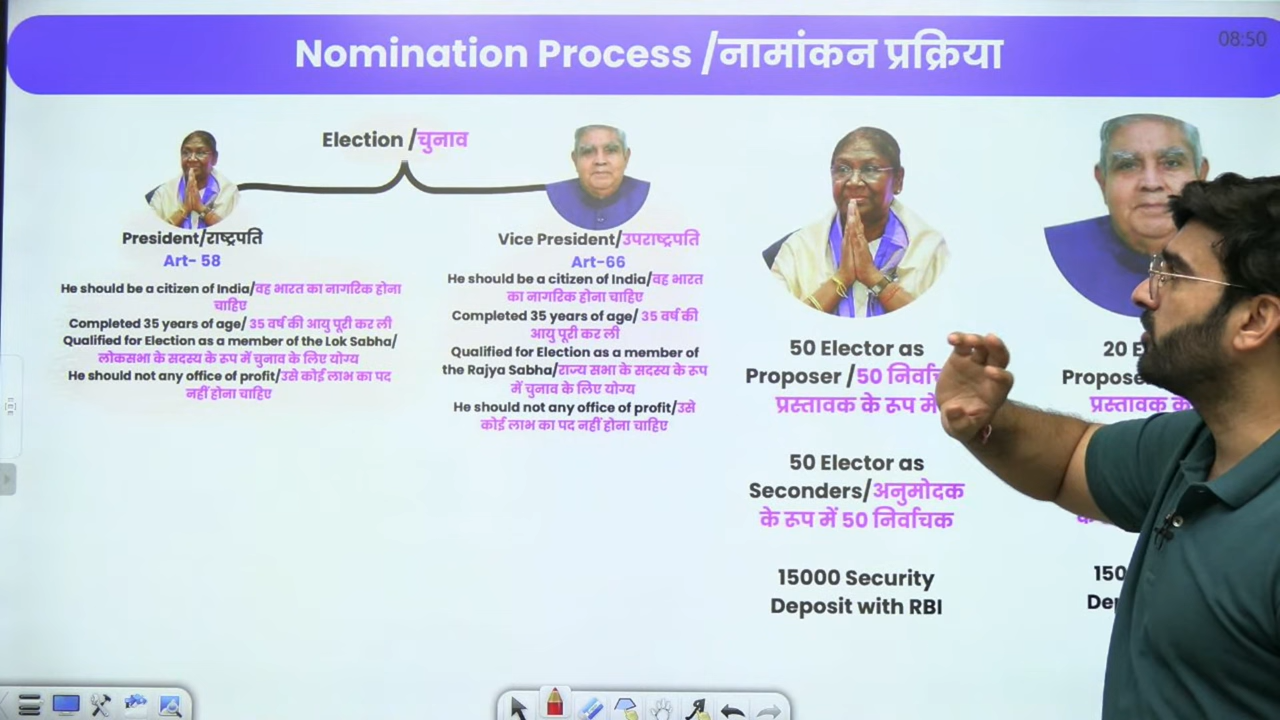 08:50
Nomination Process /नामांकन प्रक्रिया
Election /चुनाव
President/राष्ट्रपति
Art- 58
He should be a citizen of India/वह भारत का नागरिक होना
चाहिए
Completed 35 years of age/ 35 वर्ष की आयु पूरी कर ली
Qualified for Election as a member of the Lok Sabha/
लोकसभा के सदस्य के रूप में चुनाव के लिए योग्य
He should not any office of profit/उसे कोई लाभ का पद
नहीं होना चाहिए
Vice President/उपराष्ट्रपति
Art-66
He should be a citizen of India/वह भारत
का नागरिक होना चाहिए
Completed 35 years of age/ 35 वर्ष की
आयु पूरी कर ली
Qualified for Election as a member of
the Rajya Sabha/राज्य सभा के सदस्य के रूप
में चुनाव के लिए योग्य
He should not any office of profit/उसे
कोई लाभ का पद नहीं होना चाहिए
50 Elector as
Proposer /50
प्रस्तावक के रूप में
50 Elector as
Seconders/अनुमोदक
के रूप में 50 निर्वाचक
15000 Security
Deposit with RBI
20
प्रस्तावक